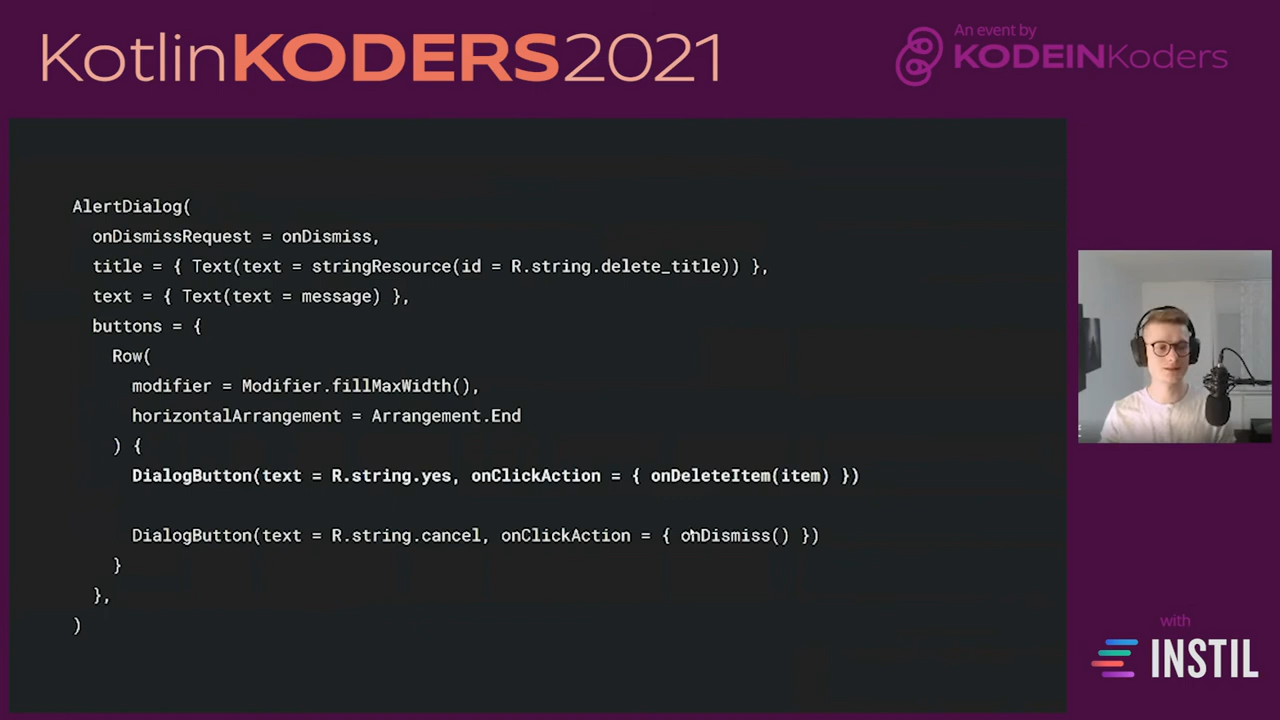 KotlinKODERS2021
An event by
KODEINKoders
AlertDialog(
onDismissRequest = onDismiss,
title = { Text(text = stringResource(id = R.string.delete_title)) },
text = { Text(text = message) },
buttons = {
Row(
modifier = Modifier.fillMaxWidth(),
horizontalArrangement = Arrangement.End
) {
DialogButton(text = R.string.yes, onClickAction = { onDeleteItem(item) })
DialogButton(text = R.string.cancel, onClickAction = { onDismiss() })
}
},
)
with
INSTIL